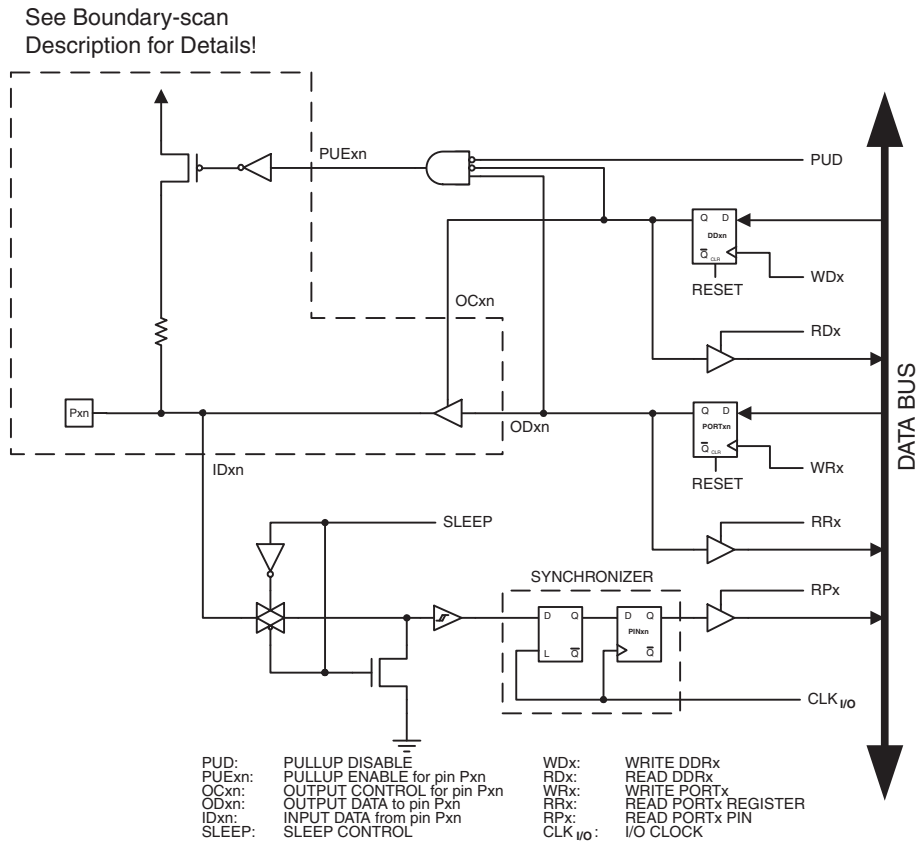 See Boundary-scan
Description for Details!
PUExn
PUD
Q D
DDxn
Q CLR
WDx
RESET
OCxn
RDx
Pxn
ODxn
Q D
PORTxn
Q CLR
WRx
RESET
IDxn
SLEEP
RRx
SYNCHRONIZER
RPx
D Q
L Q
D Q
PINxn
Q
CLK I/O
DATA BUS
PUD: PULLUP DISABLE
PUExn: PULLUP ENABLE for pin Pxn
OCxn: OUTPUT CONTROL for pin Pxn
ODxn: OUTPUT DATA to pin Pxn
IDxn: INPUT DATA from pin Pxn
SLEEP: SLEEP CONTROL
WDx: WRITE DDRx
RDx: READ DDRx
WRx: WRITE PORTx
RRx: READ PORTx REGISTER
RPx: READ PORTx PIN
CLK I/O: I/O CLOCK